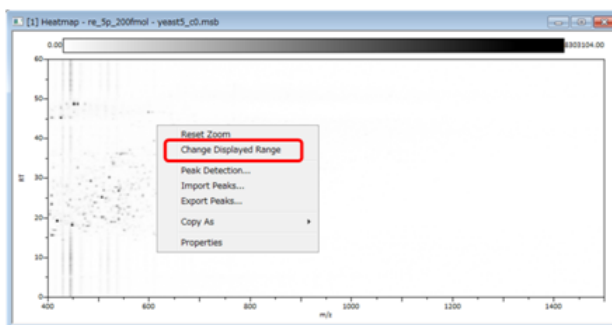 [1] Heatmap - re_5p_200fmol - yeast5_c0.msb
0.00
8303104.00
60
50
40
30
20
10
0
RT
Reset Zoom
Change Displayed Range
Peak Detection...
Import Peaks...
Export Peaks...
Copy As
Properties
400
600
800
1000
1200
1400
m/z